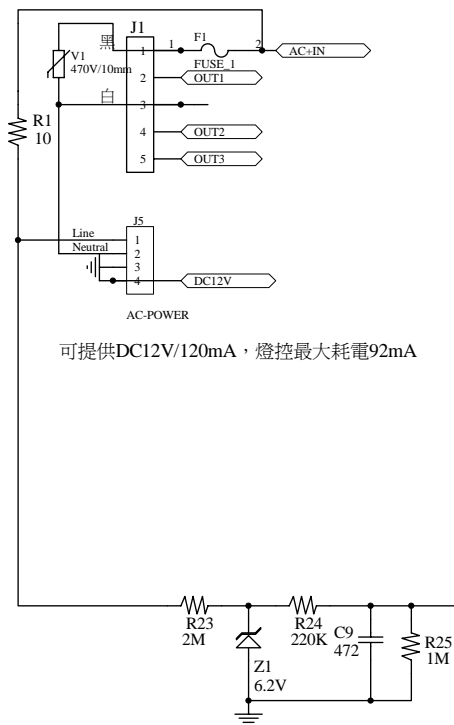 J1
黑
1
1
F1
2
AC+IN
V1
470V/10mm
FUSE_1
2
OUT1
白
3
R1
10
4
OUT2
5
OUT3
J5
Line
1
Neutral
2
3
4
DC12V
AC-POWER
可提供DC12V/120mA，燈控最大耗電92mA
R23
2M
R24
220K
C9
472
R25
1M
Z1
6.2V